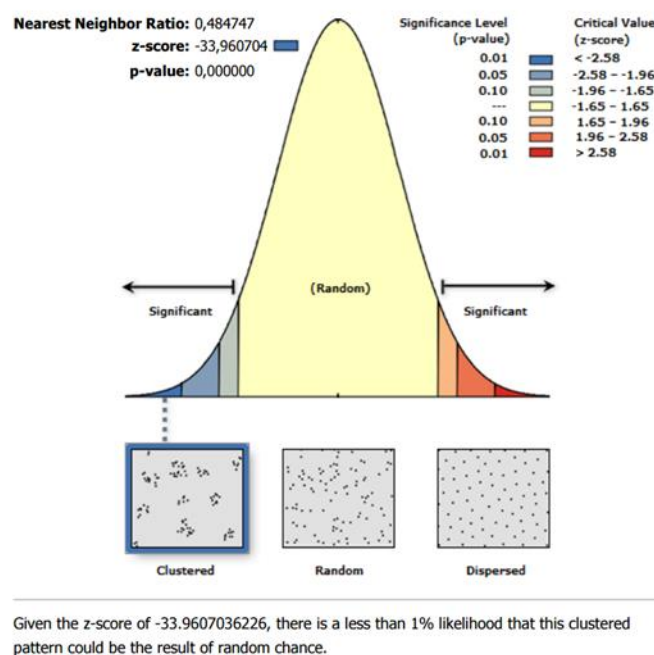 Nearest Neighbor Ratio: 0,484747
z-score: -33,960704
p-value: 0,000000
Significance Level
(p-value)
Critical Value
(z-score)
0.01 < -2.58
0.05 -2.58 – -1.96
0.10 -1.96 – -1.65
--- -1.65 – 1.65
0.10 1.65 – 1.96
0.05 1.96 – 2.58
0.01 > 2.58
(Random)
Significant Significant
Clustered Random Dispersed
Given the z-score of -33.9607036226, there is a less than 1% likelihood that this clustered
pattern could be the result of random chance.